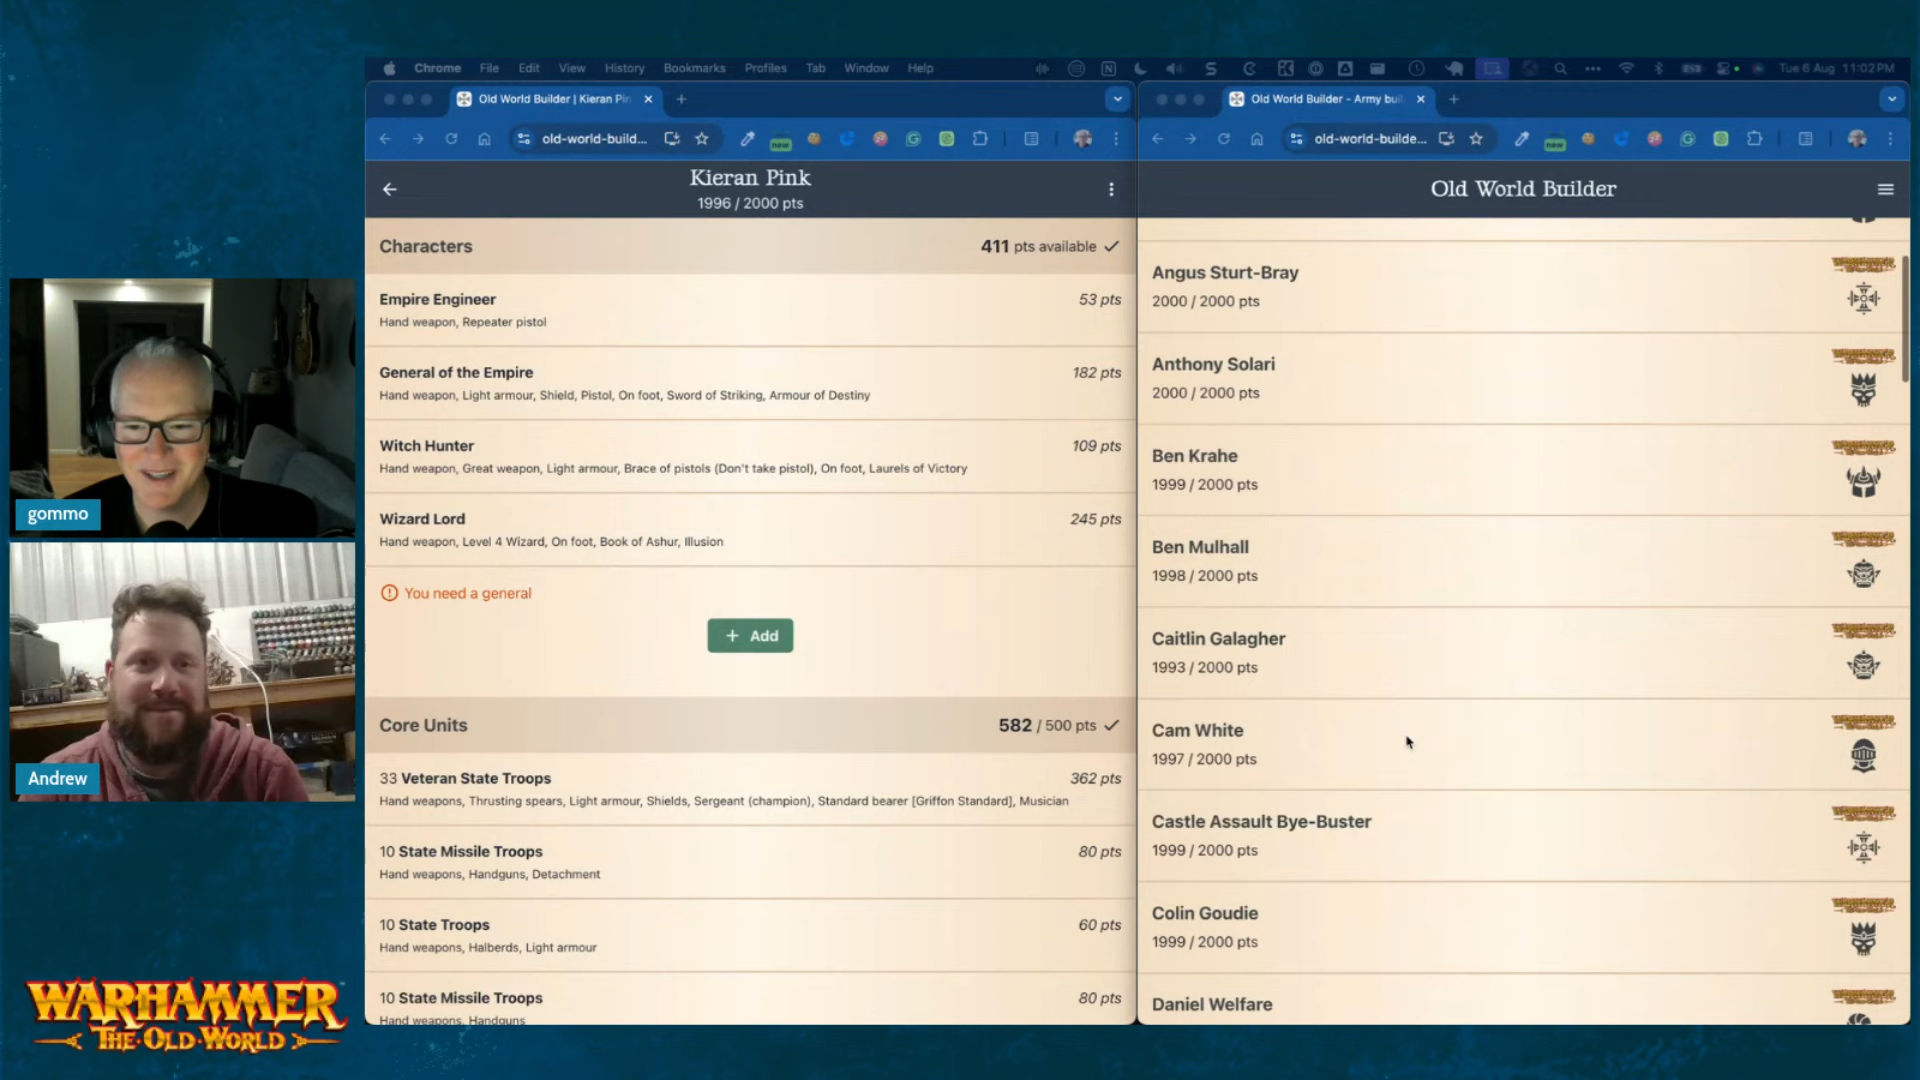 Chrome File Edit View History Bookmarks Profiles Tab Window Help
Tue 6 Aug 11:02PM
Old World Builder | Kieran Pin
old-world-build...
new
Kieran Pink
1996 / 2000 pts
Characters
411 pts available
Empire Engineer
53 pts
Hand weapon, Repeater pistol
General of the Empire
182 pts
Hand weapon, Light armour, Shield, Pistol, On foot, Sword of Striking, Armour of Destiny
Witch Hunter
109 pts
Hand weapon, Great weapon, Light armour, Brace of pistols (Don't take pistol), On foot, Laurels of Victory
Wizard Lord
245 pts
Hand weapon, Level 4 Wizard, On foot, Book of Ashur, Illusion
You need a general
+ Add
Core Units
582 / 500 pts
33 Veteran State Troops
362 pts
Hand weapons, Thrusting spears, Light armour, Shields, Sergeant (champion), Standard bearer [Griffon Standard], Musician
10 State Missile Troops
80 pts
Hand weapons, Handguns, Detachment
10 State Troops
60 pts
Hand weapons, Halberds, Light armour
10 State Missile Troops
80 pts
Hand weapons, Handguns
Old World Builder - Army buil
old-world-builde...
new
Old World Builder
Angus Sturt-Bray
2000 / 2000 pts
Anthony Solari
2000 / 2000 pts
Ben Krahe
1999 / 2000 pts
Ben Mulhall
1998 / 2000 pts
Caitlin Galagher
1993 / 2000 pts
Cam White
1997 / 2000 pts
Castle Assault Bye-Buster
1999 / 2000 pts
Colin Goudie
1999 / 2000 pts
Daniel Welfare
gommo
Andrew
WARHAMMER
THE OLD WORLD